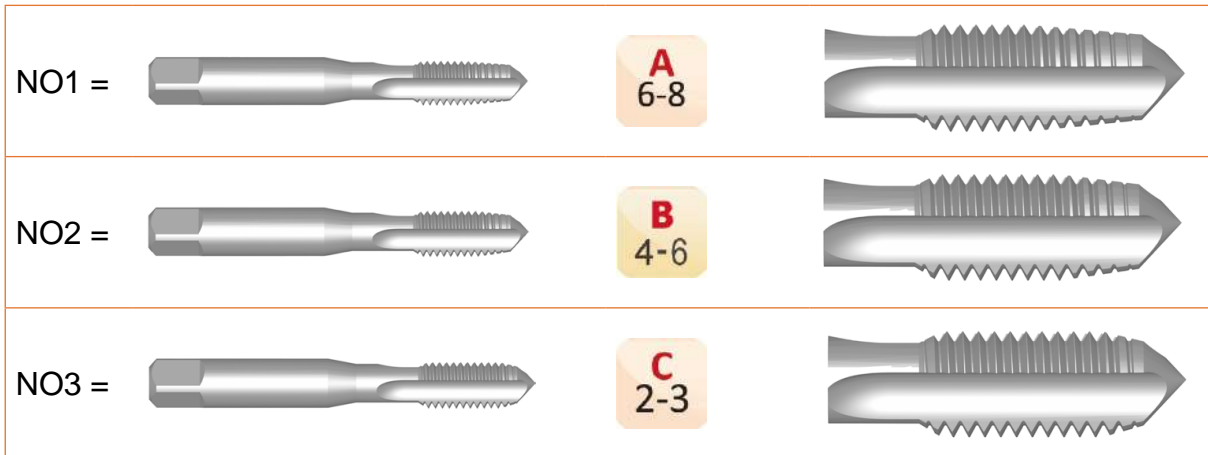 NO1 =
A
6-8
NO2 =
B
4-6
NO3 =
C
2-3